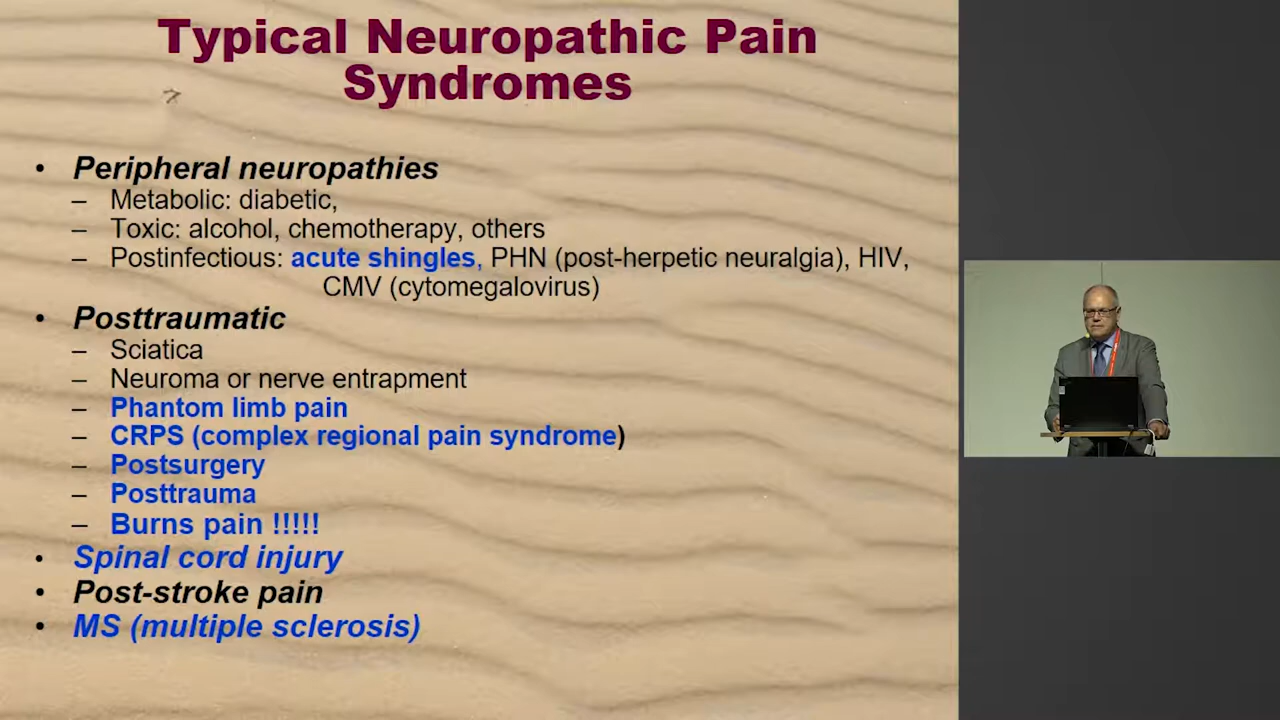 Typical Neuropathic Pain
Syndromes
• Peripheral neuropathies
– Metabolic: diabetic,
– Toxic: alcohol, chemotherapy, others
– Postinfectious: acute shingles, PHN (post-herpetic neuralgia), HIV,
CMV (cytomegalovirus)
• Posttraumatic
– Sciatica
– Neuroma or nerve entrapment
– Phantom limb pain
– CRPS (complex regional pain syndrome)
– Postsurgery
– Posttrauma
– Burns pain !!!!!
• Spinal cord injury
• Post-stroke pain
• MS (multiple sclerosis)